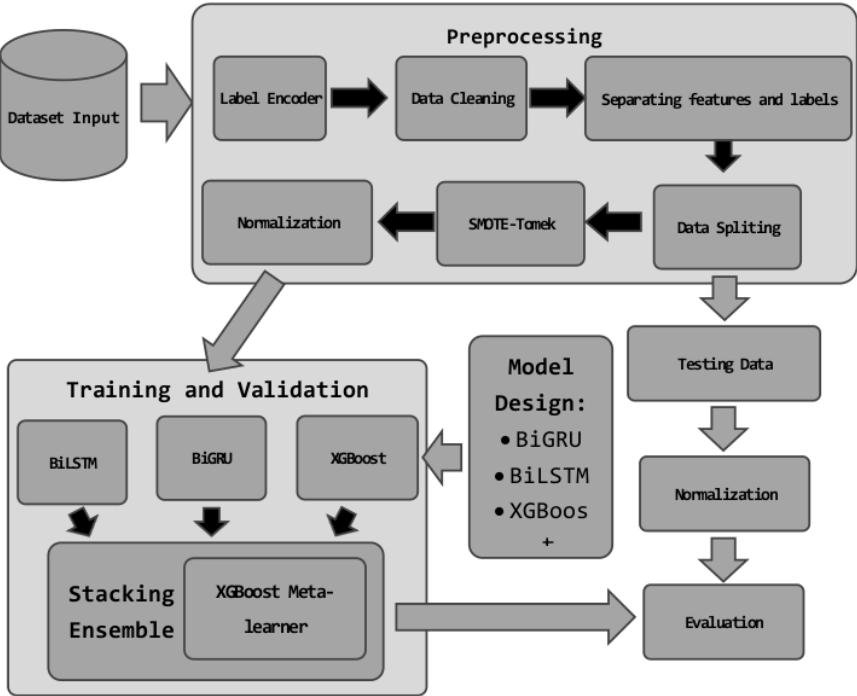 Preprocessing
Dataset Input
Label Encoder
Data Cleaning
Separating features and labels
Normalization
SMOTE-Tomek
Data Spliting
Testing Data
Normalization
Evaluation
Model
Design:
• BiGRU
• BiLSTM
• XGBoos
Training and Validation
BiLSTM
BiGRU
XGBoost
Stacking
Ensemble
XGBoost Meta-
learner